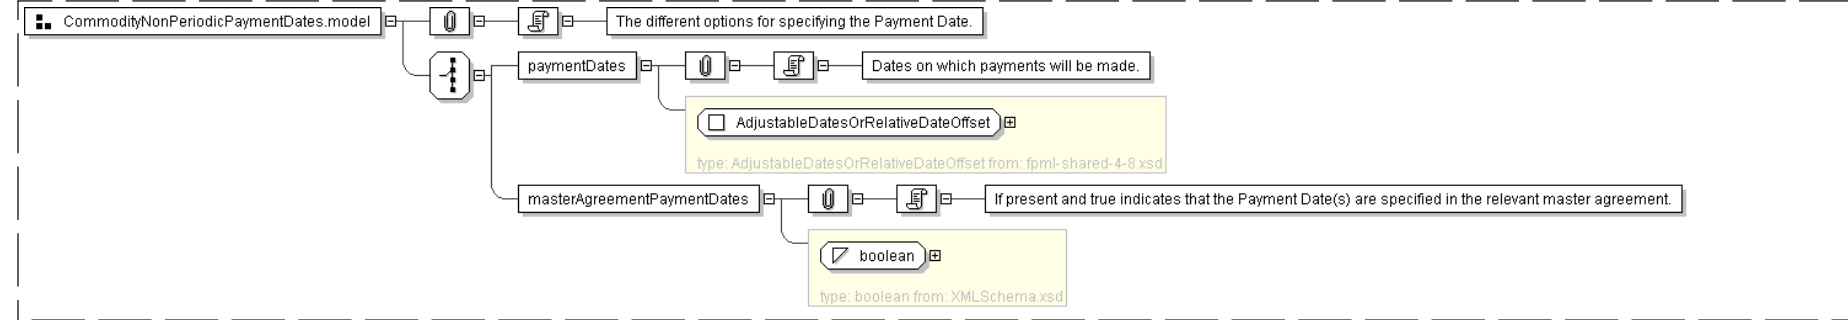 CommodityNonPeriodicPaymentDates.model
The different options for specifying the Payment Date.
paymentDates
Dates on which payments will be made.
AdjustableDatesOrRelativeDateOffset
type: AdjustableDatesOrRelativeDateOffset from: fpml-shared-4-8.xsd
masterAgreementPaymentDates
If present and true indicates that the Payment Date(s) are specified in the relevant master agreement.
boolean
type: boolean from: XMLSchema.xsd